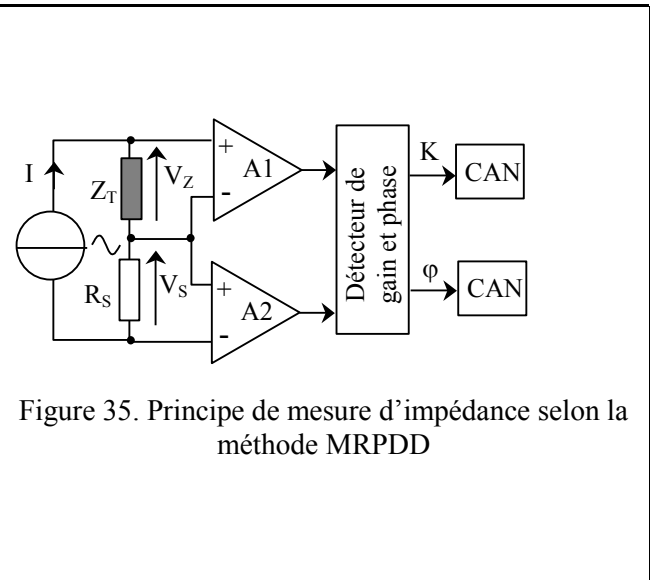 I
Z_T
V_Z
R_S
V_S
+
-
A1
+
-
A2
Détecteur de
gain et phase
K
CAN
φ
CAN
Figure 35. Principe de mesure d’impédance selon la
méthode MRPDD